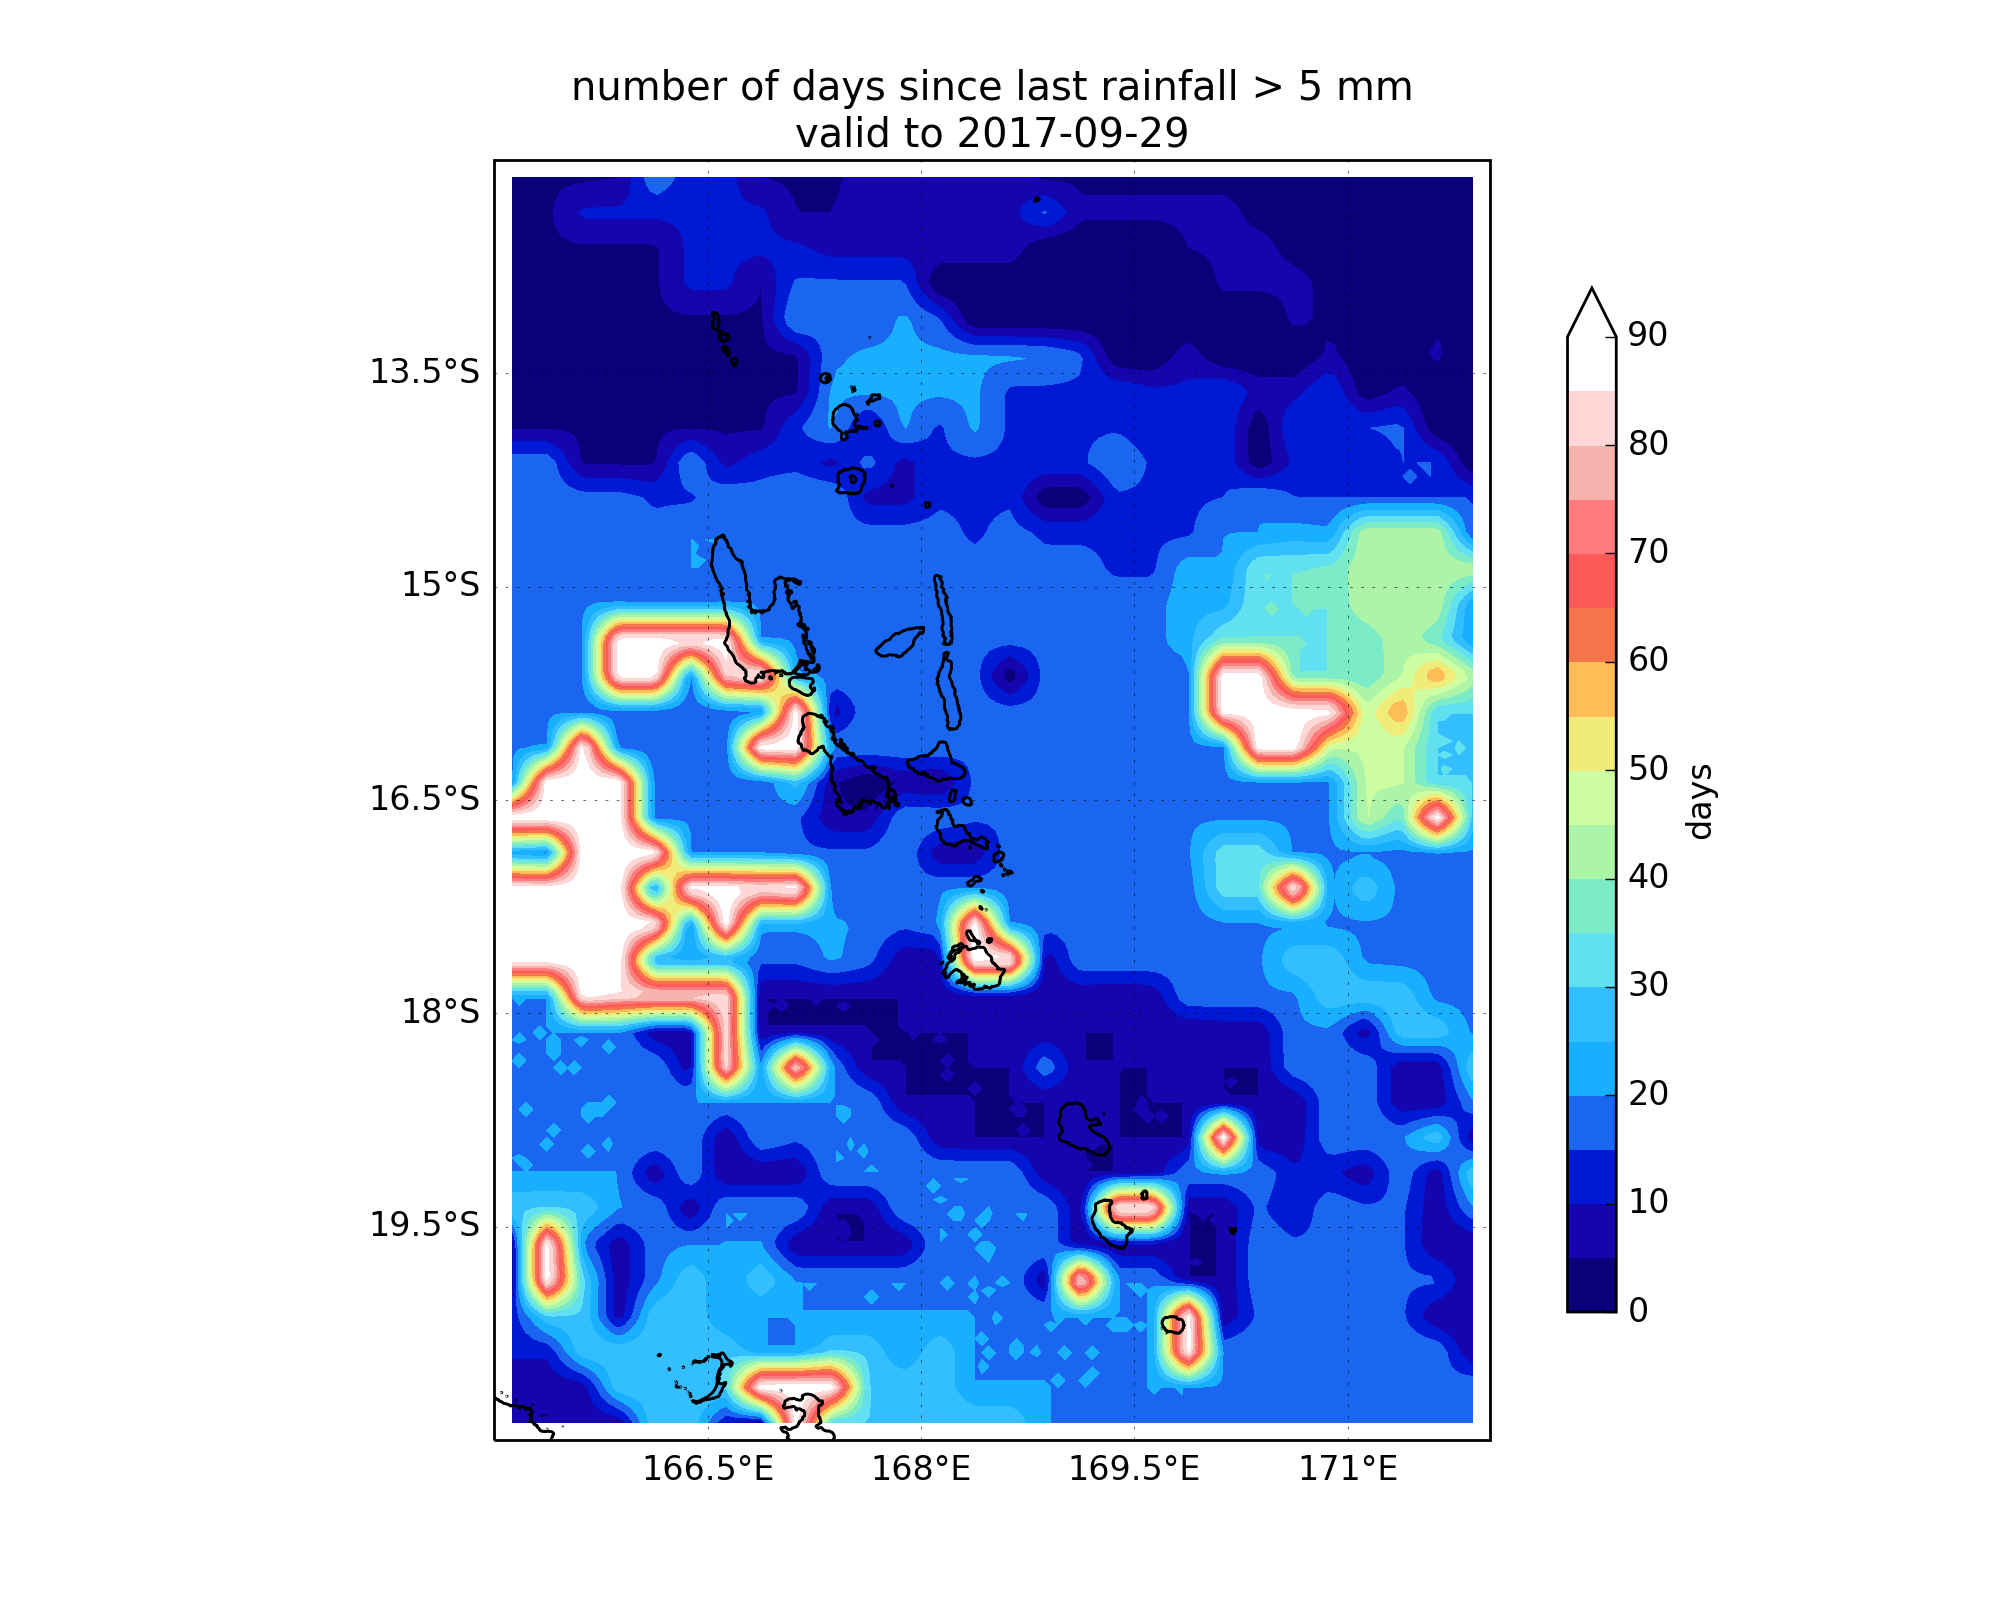 number of days since last rainfall > 5 mm
valid to 2017-09-29
90
13.5°S
80
70
15°S
60
50
16.5°S
days
40
30
18°S
20
10
19.5°S
0
166.5°E 168°E 169.5°E 171°E